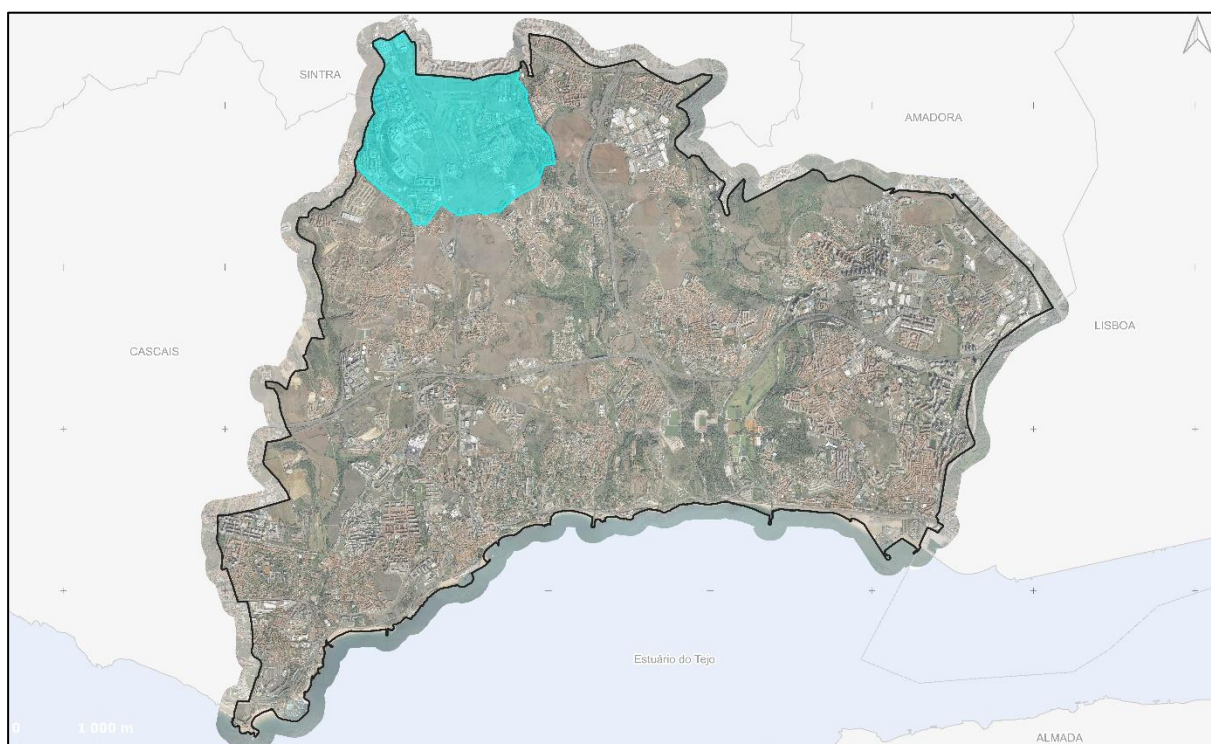 SINTRA
AMADORA
LISBOA
CASCAIS
Estuário do Tejo
0 1 000 m
ALMADA